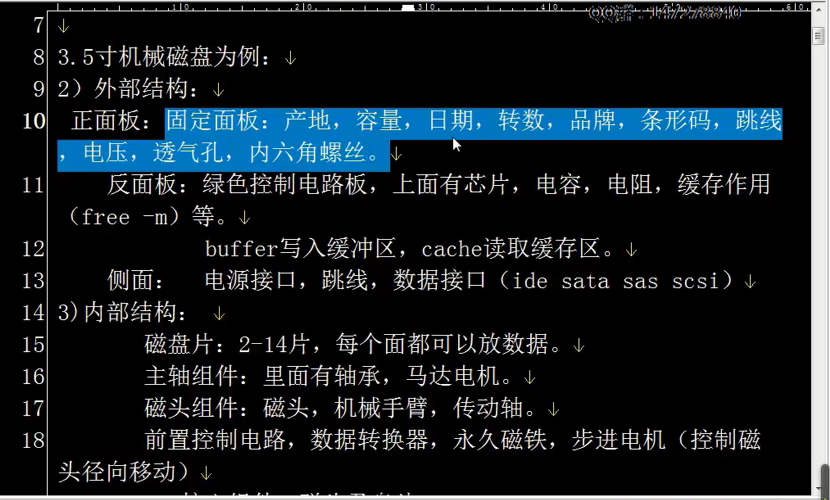 7
8 3.5寸机械磁盘为例：
9 2）外部结构：
10 正面板：固定面板：产地，容量，日期，转数，品牌，条形码，跳线
，电压，透气孔，内六角螺丝。
11 反面板：绿色控制电路板，上面有芯片，电容，电阻，缓存作用
（free -m）等。
12 buffer写入缓冲区，cache读取缓存区。
13 侧面： 电源接口，跳线，数据接口（ide sata sas scsi）
14 3)内部结构：
15 磁盘片：2-14片，每个面都可以放数据。
16 主轴组件：里面有轴承，马达电机。
17 磁头组件：磁头，机械手臂，传动轴。
18 前置控制电路，数据转换器，永久磁铁，步进电机（控制磁
头径向移动）